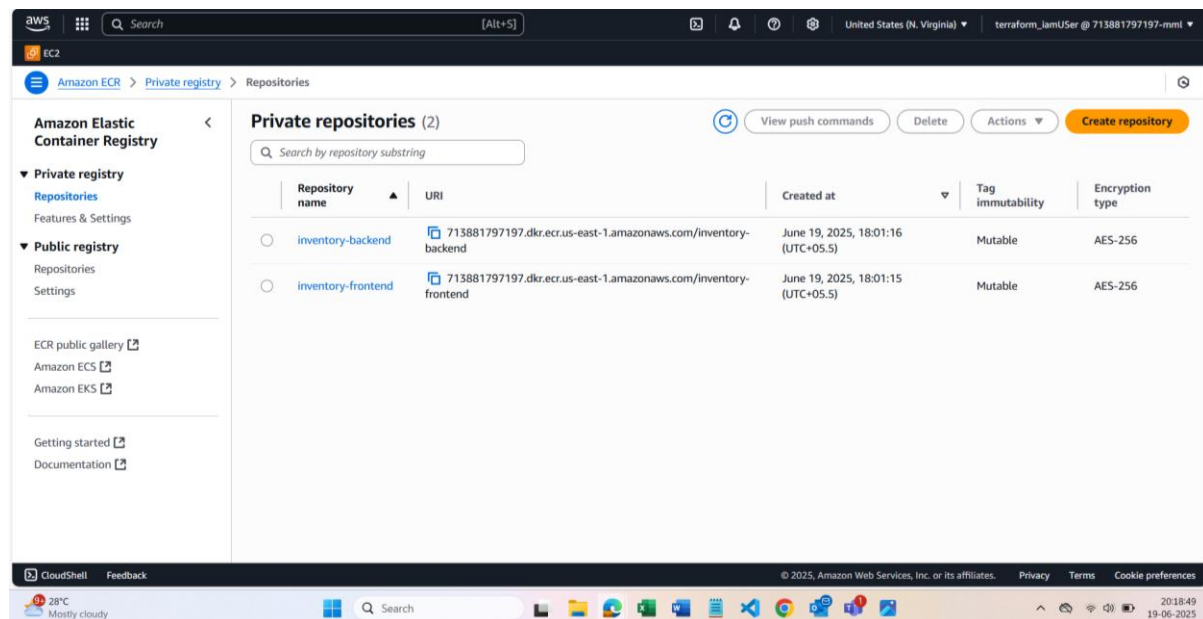 aws
Search [Alt+S] United States (N. Virginia) ▼ terraform_iamUSer @ 713881797197-mml ▼
EC2
Amazon ECR > Private registry > Repositories
Amazon Elastic
Container Registry
Private registry
Repositories
Features & Settings
Public registry
Repositories
Settings
ECR public gallery
Amazon ECS
Amazon EKS
Getting started
Documentation
Private repositories (2)
View push commands Delete Actions ▼ Create repository
Search by repository substring
Repository
name ▲ URI Created at Tag
immutability Encryption
type
inventory-backend 713881797197.dkr.ecr.us-east-1.amazonaws.com/inventory-
backend June 19, 2025, 18:01:16
(UTC+05.5) Mutable AES-256
inventory-frontend 713881797197.dkr.ecr.us-east-1.amazonaws.com/inventory-
frontend June 19, 2025, 18:01:15
(UTC+05.5) Mutable AES-256
CloudShell Feedback © 2025, Amazon Web Services, Inc. or its affiliates. Privacy Terms Cookie preferences
9+ 28°C
Mostly cloudy
Search
1
20:18:49
19-06-2025